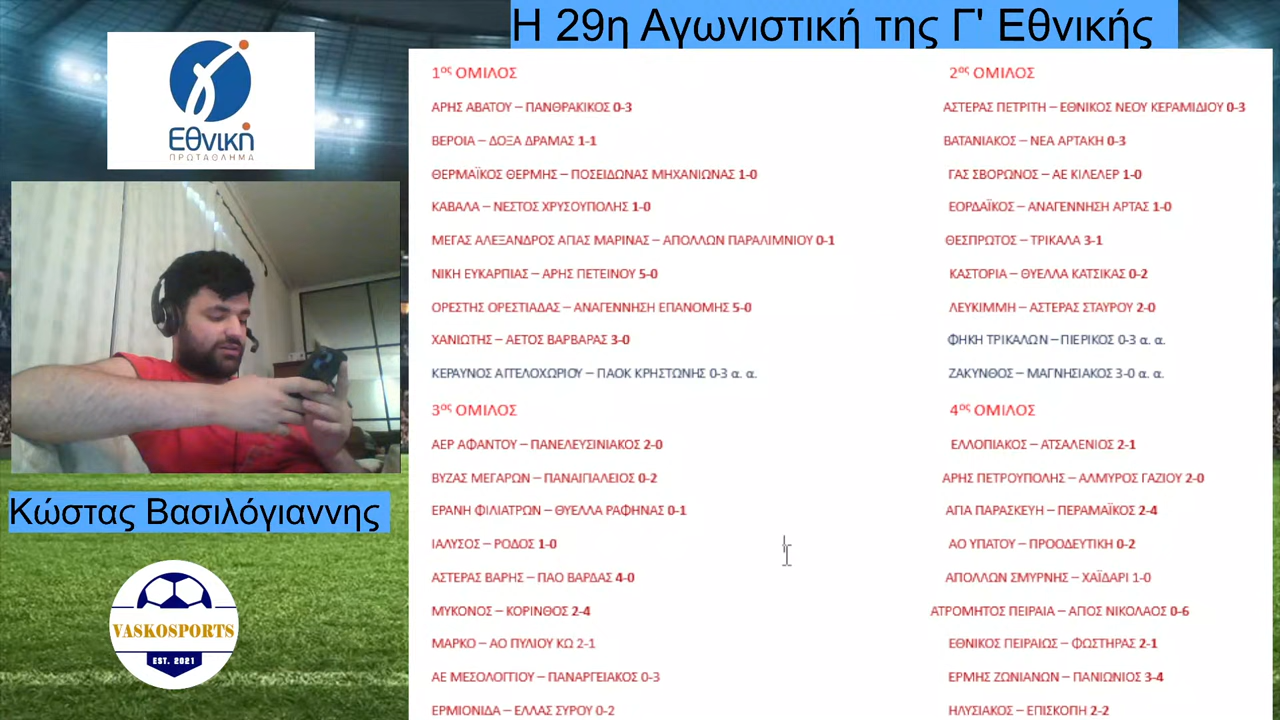 Η 29η Αγωνιστική της Γ' Εθνικής
Εθνική
ΠΡΩΤΑΘΛΗΜΑ
Κώστας Βασιλόγιαννης
VASKOSPORTS
EST. 2021
1ος ΟΜΙΛΟΣ
ΑΡΗΣ ΑΒΑΤΟΥ – ΠΑΝΘΡΑΚΙΚΟΣ 0-3
ΒΕΡΟΙΑ – ΔΟΞΑ ΔΡΑΜΑΣ 1-1
ΘΕΡΜΑΪΚΟΣ ΘΕΡΜΗΣ – ΠΟΣΕΙΔΩΝΑΣ ΜΗΧΑΝΙΩΝΑΣ 1-0
ΚΑΒΑΛΑ – ΝΕΣΤΟΣ ΧΡΥΣΟΥΠΟΛΗΣ 1-0
ΜΕΓΑΣ ΑΛΕΞΑΝΔΡΟΣ ΑΓΙΑΣ ΜΑΡΙΝΑΣ – ΑΠΟΛΛΩΝ ΠΑΡΑΛΙΜΝΙΟΥ 0-1
ΝΙΚΗ ΕΥΚΑΡΠΙΑΣ – ΑΡΗΣ ΠΕΤΕΙΝΟΥ 5-0
ΟΡΕΣΤΗΣ ΟΡΕΣΤΙΑΔΑΣ – ΑΝΑΓΕΝΝΗΣΗ ΕΠΑΝΟΜΗΣ 5-0
ΧΑΝΙΩΤΗΣ – ΑΕΤΟΣ ΒΑΡΒΑΡΑΣ 3-0
ΚΕΡΑΥΝΟΣ ΑΓΓΕΛΟΧΩΡΙΟΥ – ΠΑΟΚ ΚΡΗΣΤΩΝΗΣ 0-3 α. α.
2ος ΟΜΙΛΟΣ
ΑΣΤΕΡΑΣ ΠΕΤΡΙΤΗ – ΕΘΝΙΚΟΣ ΝΕΟΥ ΚΕΡΑΜΙΔΙΟΥ 0-3
ΒΑΤΑΝΙΑΚΟΣ – ΝΕΑ ΑΡΤΑΚΗ 0-3
ΓΑΣ ΣΒΟΡΩΝΟΣ – ΑΕ ΚΙΛΕΛΕΡ 1-0
ΕΟΡΔΑΪΚΟΣ – ΑΝΑΓΕΝΝΗΣΗ ΑΡΤΑΣ 1-0
ΘΕΣΠΡΩΤΟΣ – ΤΡΙΚΑΛΑ 3-1
ΚΑΣΤΟΡΙΑ – ΘΥΕΛΛΑ ΚΑΤΣΙΚΑΣ 0-2
ΛΕΥΚΙΜΜΗ – ΑΣΤΕΡΑΣ ΣΤΑΥΡΟΥ 2-0
ΦΗΚΗ ΤΡΙΚΑΛΩΝ – ΠΙΕΡΙΚΟΣ 0-3 α. α.
ΖΑΚΥΝΘΟΣ – ΜΑΓΝΗΣΙΑΚΟΣ 3-0 α. α.
3ος ΟΜΙΛΟΣ
ΑΕΡ ΑΦΑΝΤΟΥ – ΠΑΝΕΛΕΥΣΙΝΙΑΚΟΣ 2-0
ΒΥΖΑΣ ΜΕΓΑΡΩΝ – ΠΑΝΑΙΓΙΑΛΕΙΟΣ 0-2
ΕΡΑΝΗ ΦΙΛΙΑΤΡΩΝ – ΘΥΕΛΛΑ ΡΑΦΗΝΑΣ 0-1
ΙΑΛΥΣΟΣ – ΡΟΔΟΣ 1-0
ΑΣΤΕΡΑΣ ΒΑΡΗΣ – ΠΑΟ ΒΑΡΔΑΣ 4-0
ΜΥΚΟΝΟΣ – ΚΟΡΙΝΘΟΣ 2-4
ΜΑΡΚΟ – ΑΟ ΠΥΛΙΟΥ ΚΩ 2-1
ΑΕ ΜΕΣΟΛΟΓΓΙΟΥ – ΠΑΝΑΡΓΕΙΑΚΟΣ 0-3
ΕΡΜΙΟΝΙΔΑ – ΕΛΛΑΣ ΣΥΡΟΥ 0-2
4ος ΟΜΙΛΟΣ
ΕΛΛΟΠΙΑΚΟΣ – ΑΤΣΑΛΕΝΙΟΣ 2-1
ΑΡΗΣ ΠΕΤΡΟΥΠΟΛΗΣ – ΑΛΜΥΡΟΣ ΓΑΖΙΟΥ 2-0
ΑΓΙΑ ΠΑΡΑΣΚΕΥΗ – ΠΕΡΑΜΑΪΚΟΣ 2-4
ΑΟ ΥΠΑΤΟΥ – ΠΡΟΟΔΕΥΤΙΚΗ 0-2
ΑΠΟΛΛΩΝ ΣΜΥΡΝΗΣ – ΧΑΪΔΑΡΙ 1-0
ΑΤΡΟΜΗΤΟΣ ΠΕΙΡΑΙΑ – ΑΓΙΟΣ ΝΙΚΟΛΑΟΣ 0-6
ΕΘΝΙΚΟΣ ΠΕΙΡΑΙΩΣ – ΦΩΣΤΗΡΑΣ 2-1
ΕΡΜΗΣ ΖΩΝΙΑΝΩΝ – ΠΑΝΙΩΝΙΟΣ 3-4
ΗΛΥΣΙΑΚΟΣ – ΕΠΙΣΚΟΠΗ 2-2